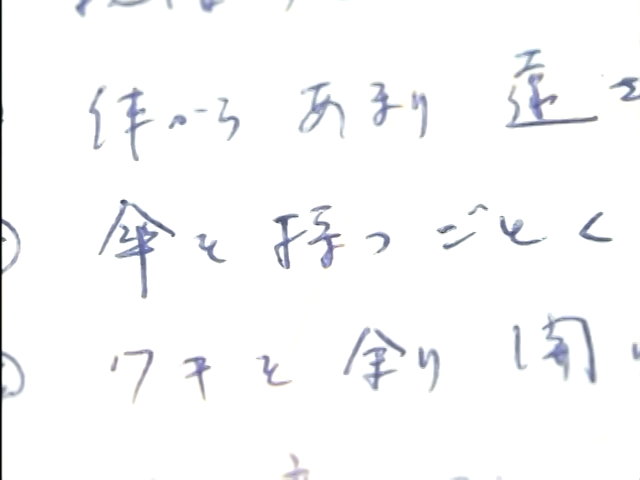 体から あまり 遠
傘を 持つ ごとく
ワキを 余り 開